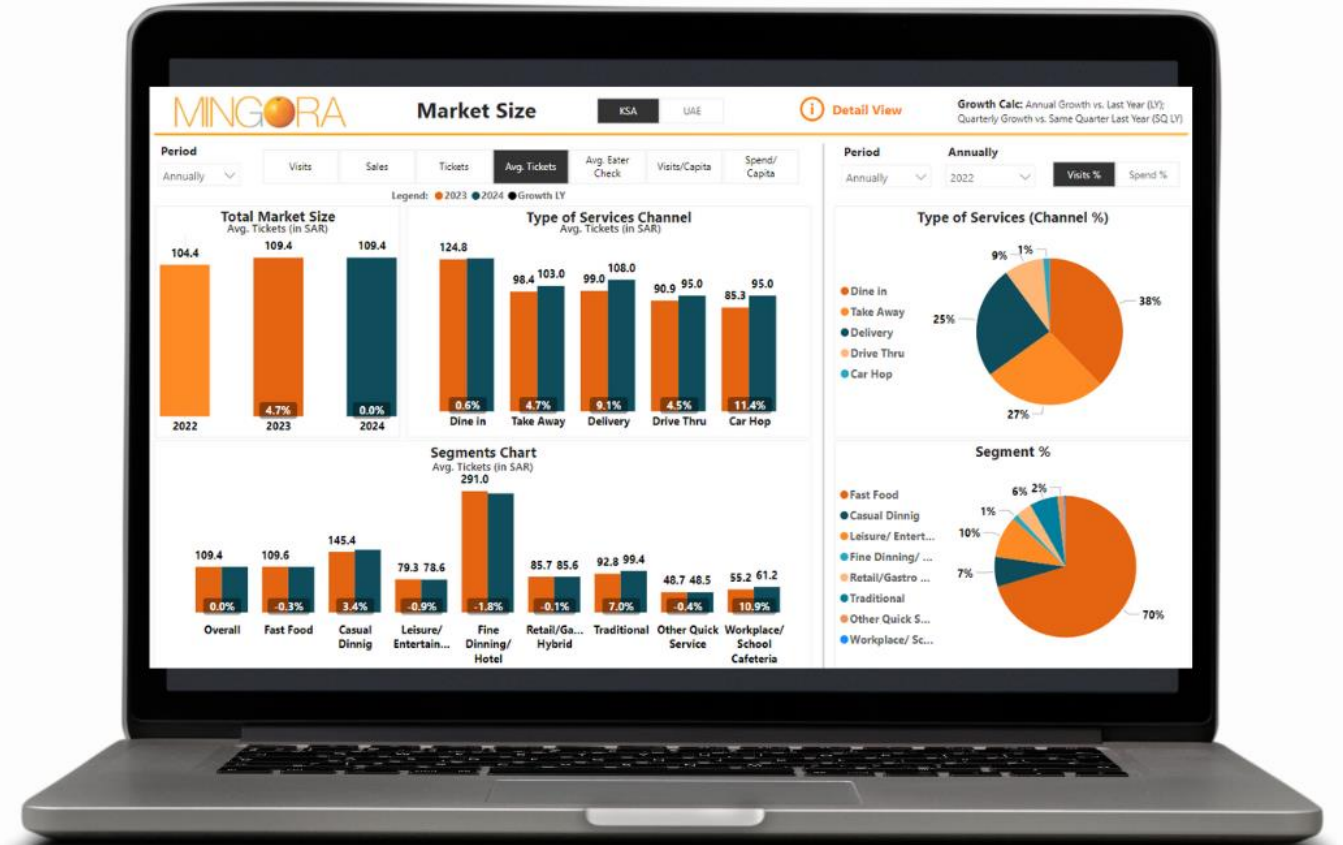 MINGORA
Market Size
KSA
UAE
i
Detail View
Growth Calc: Annual Growth vs. Last Year (LY);
Quarterly Growth vs. Same Quarter Last Year (SQ LY)
Period
Annually
Visits
Sales
Tickets
Avg. Tickets
Avg. Eater
Check
Visits/Capita
Spend/
Capita
Legend: 2023 2024 Growth LY
Total Market Size
Avg. Tickets (in SAR)
104.4
109.4
109.4
4.7%
0.0%
2022
2023
2024
Type of Services Channel
Avg. Tickets (in SAR)
124.8
98.4 103.0
99.0 108.0
90.9 95.0
85.3 95.0
0.6%
4.7%
9.1%
4.5%
11.4%
Dine in
Take Away
Delivery
Drive Thru
Car Hop
Segments Chart
Avg. Tickets (in SAR)
109.4
109.6
145.4
79.3 78.6
291.0
85.7 85.6
92.8 99.4
48.7 48.5
55.2 61.2
0.0%
-0.3%
3.4%
-0.9%
-1.8%
-0.1%
7.0%
-0.4%
10.9%
Overall
Fast Food
Casual
Dinnig
Leisure/
Entertain...
Fine
Dinning/
Hotel
Retail/Ga...
Hybrid
Traditional
Other Quick
Service
Workplace/
School
Cafeteria
Period
Annually
Annually
2022
Visits %
Spend %
Type of Services (Channel %)
Dine in
Take Away
Delivery
Drive Thru
Car Hop
9%
1%
38%
25%
27%
Segment %
Fast Food
Casual Dinnig
Leisure/ Entert...
Fine Dinning/ ...
Retail/Gastro ...
Traditional
Other Quick S...
Workplace/ Sc...
6%
2%
1%
10%
7%
70%